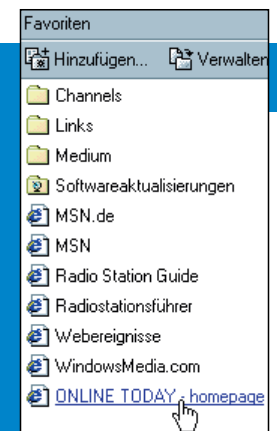 Favoriten
Hinzufügen... Verwalten
Channels
Links
Medium
Softwareaktualisierungen
MSN.de
MSN
Radio Station Guide
Radiostationsführer
Webereignisse
WindowsMedia.com
ONLINE TODAY - homepage